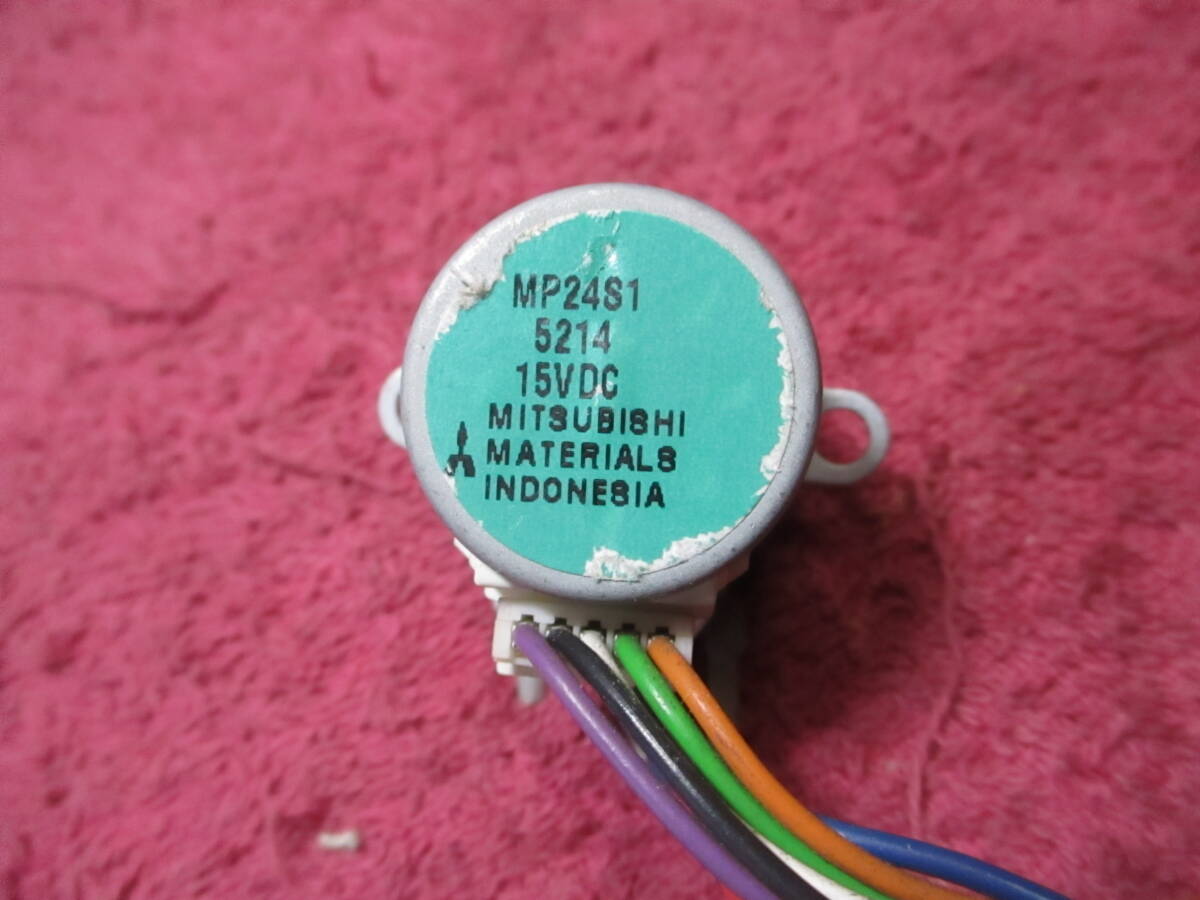 MP24S1
5214
15VDC
MITSUBISHI
MATERIALS
INDONESIA